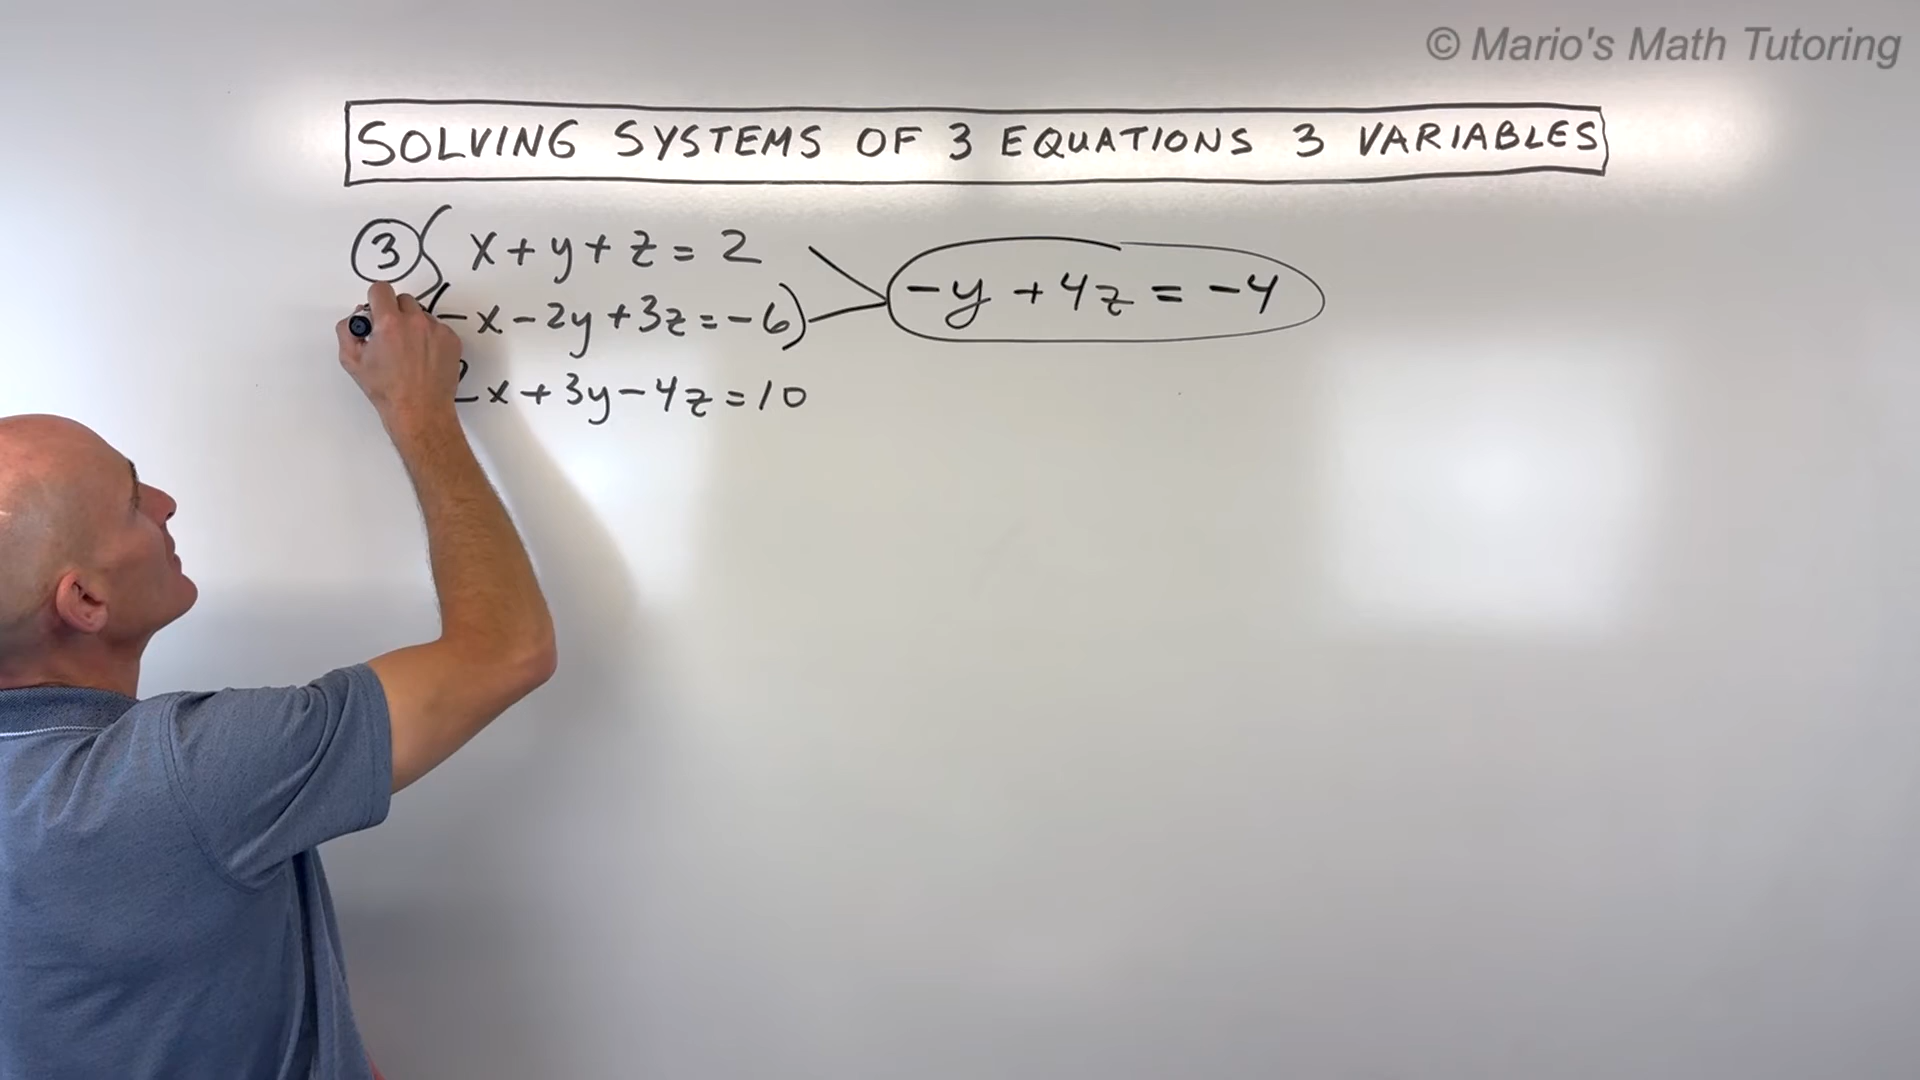 © Mario's Math Tutoring
SOLVING SYSTEMS OF 3 EQUATIONS 3 VARIABLES
3 x+y+z=2
(-x-2y+3z=-6)
-y+4z=-4
2x+3y-4z=10